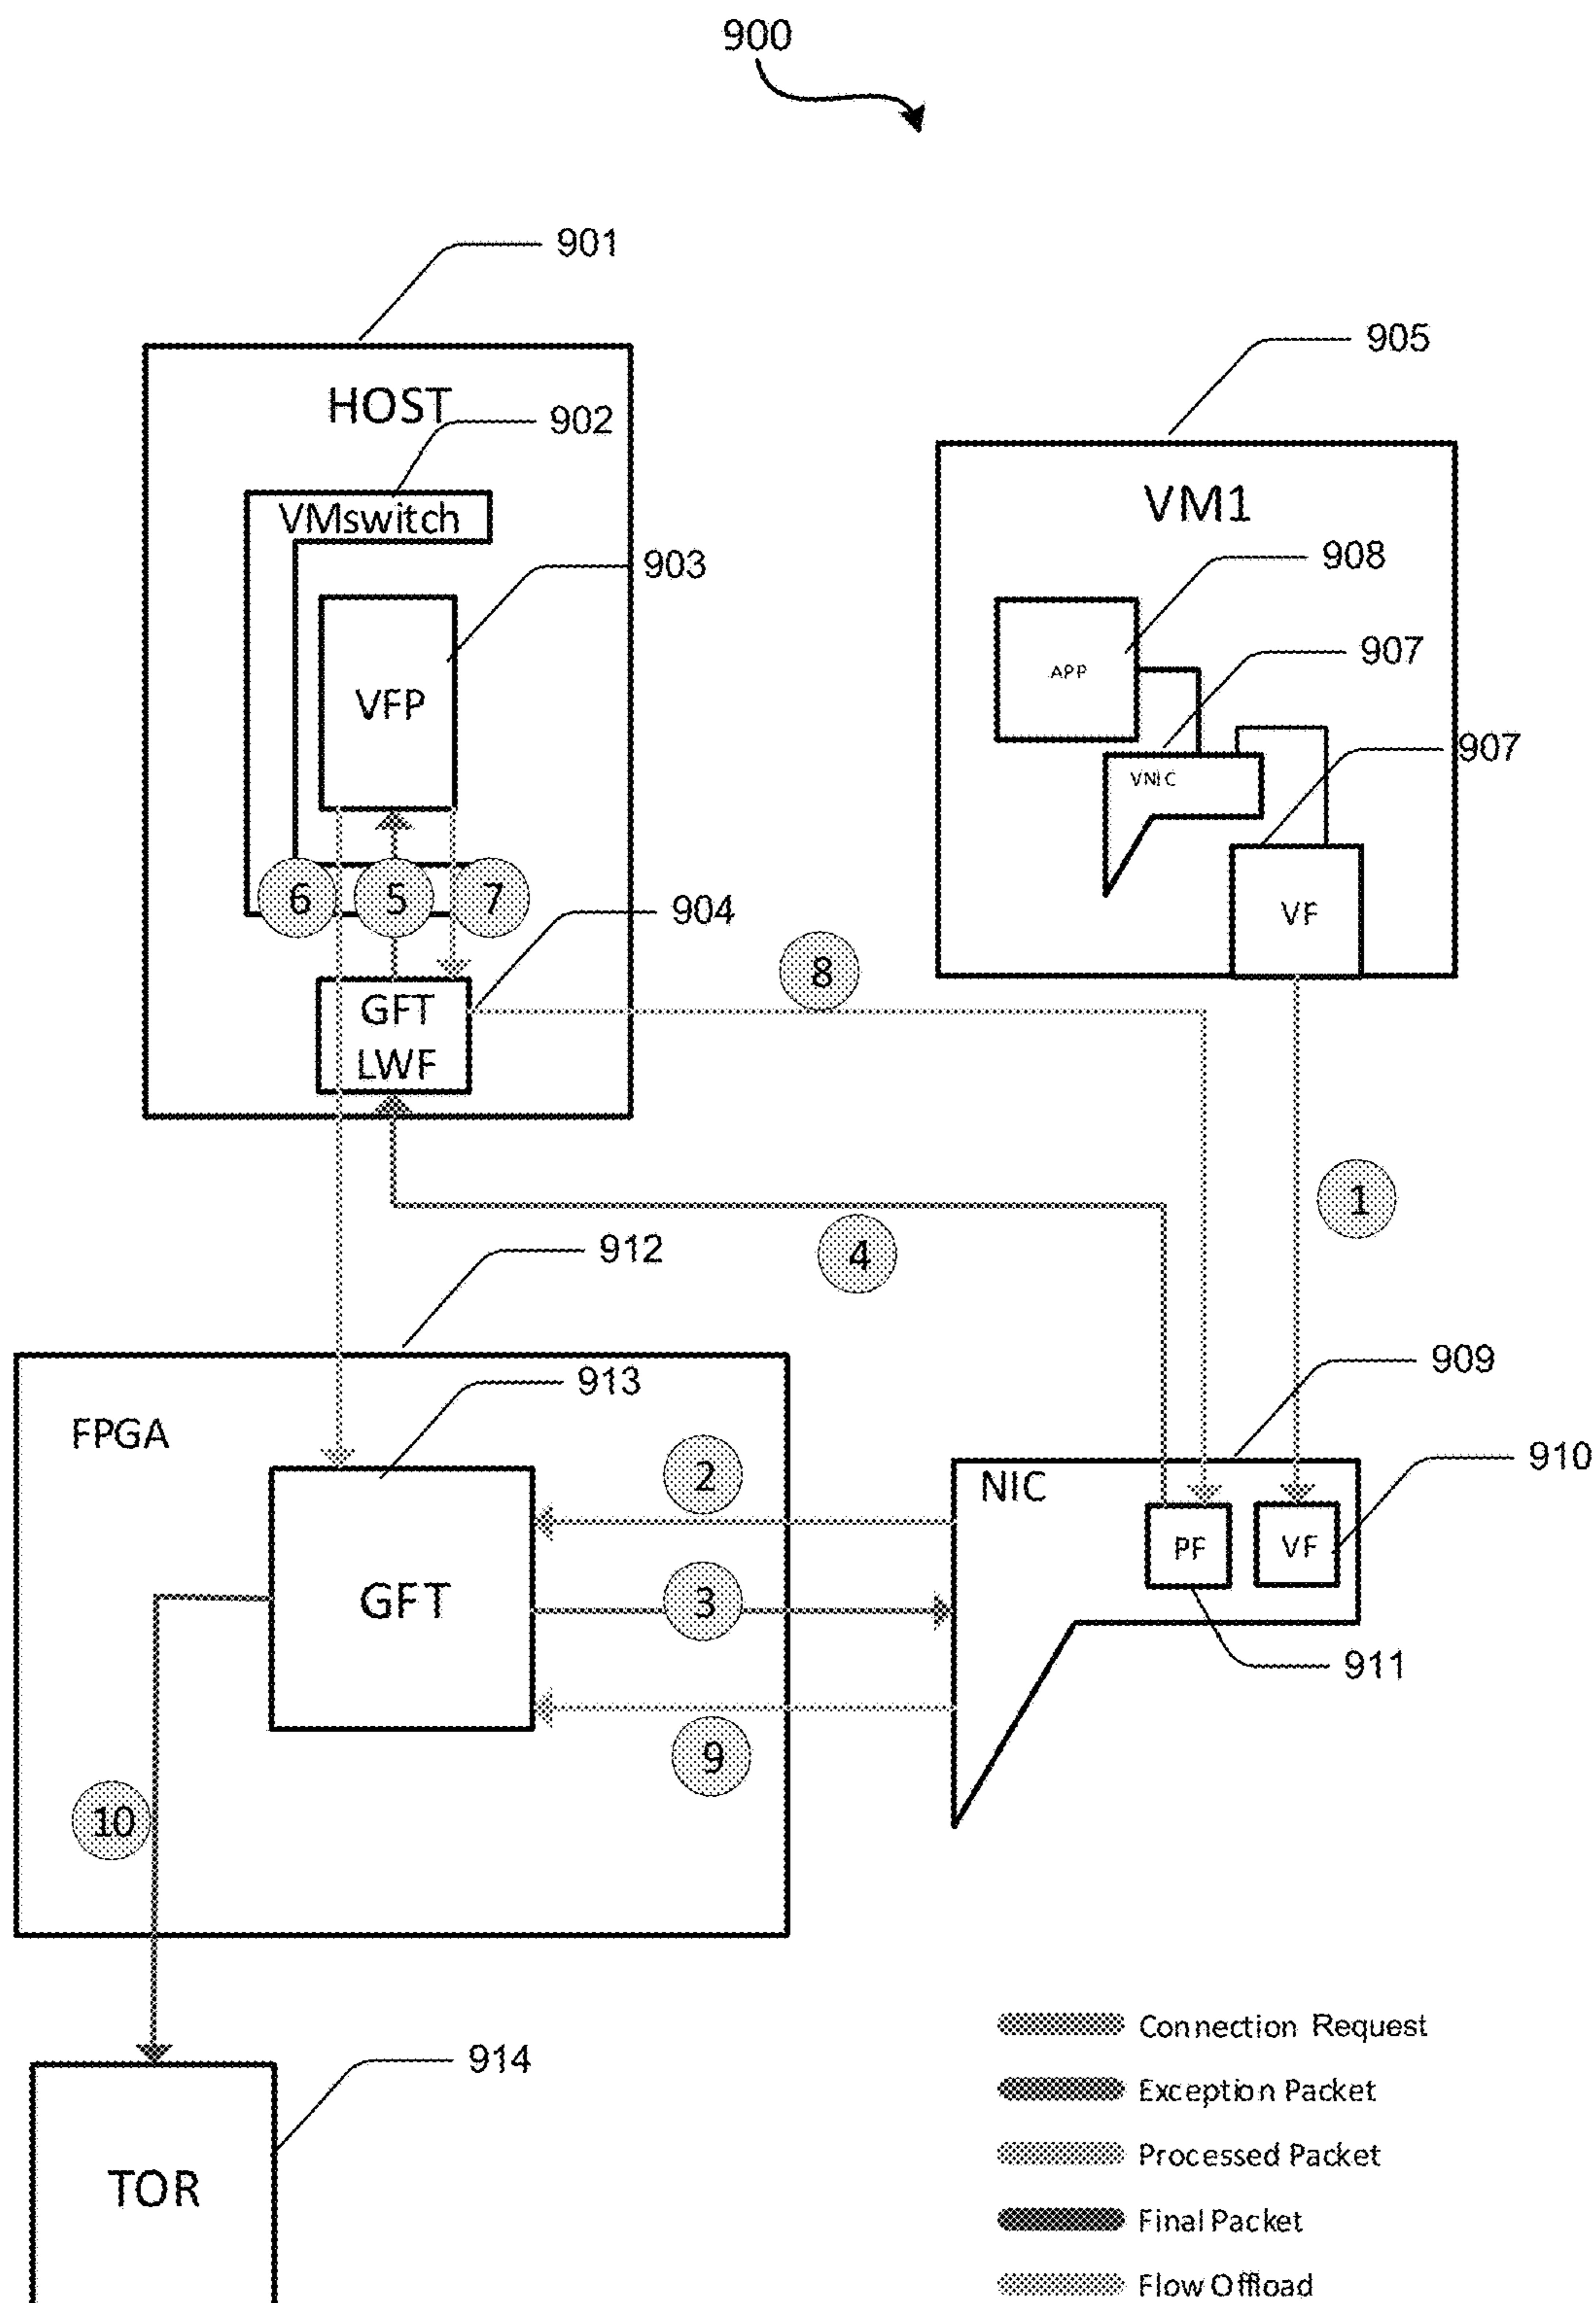 900
901
HOST
902
VMswitch
903
VFP
6
5
7
904
GFT
LWF
905
VM1
908
APP
907
VNIC
907
VF
8
1
4
912
FPGA
913
GFT
2
3
9
10
909
NIC
910
PF
VF
911
914
TOR
Connection Request
Exception Packet
Processed Packet
Final Packet
Flow Offload